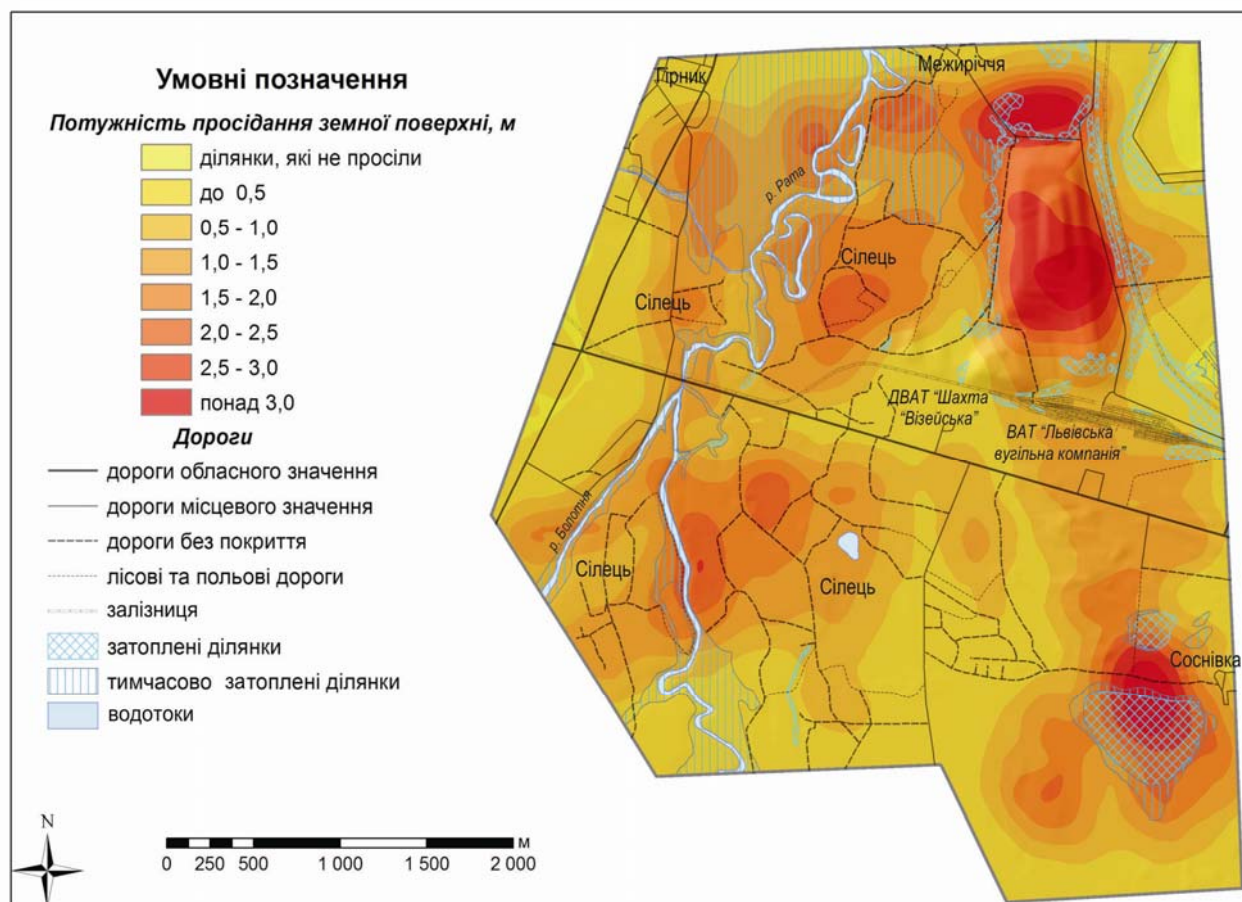 Умовні позначення
Потужність просідання земної поверхні, м
ділянки, які не просіли
до 0,5
0,5 - 1,0
1,0 - 1,5
1,5 - 2,0
2,0 - 2,5
2,5 - 3,0
понад 3,0
Дороги
дороги обласного значення
дороги місцевого значення
дороги без покриття
лісові та польові дороги
залізниця
затоплені ділянки
тимчасово затоплені ділянки
водотоки
N
м
0 250 500 1 000 1 500 2 000
Гірник
Межиріччя
р. Рата
Сілець
Сілець
ДВАТ “Шахта
“Візейська”
ВАТ “Львівська
вугільна компанія”
р. Болотня
Сілець
Сілець
Соснівка